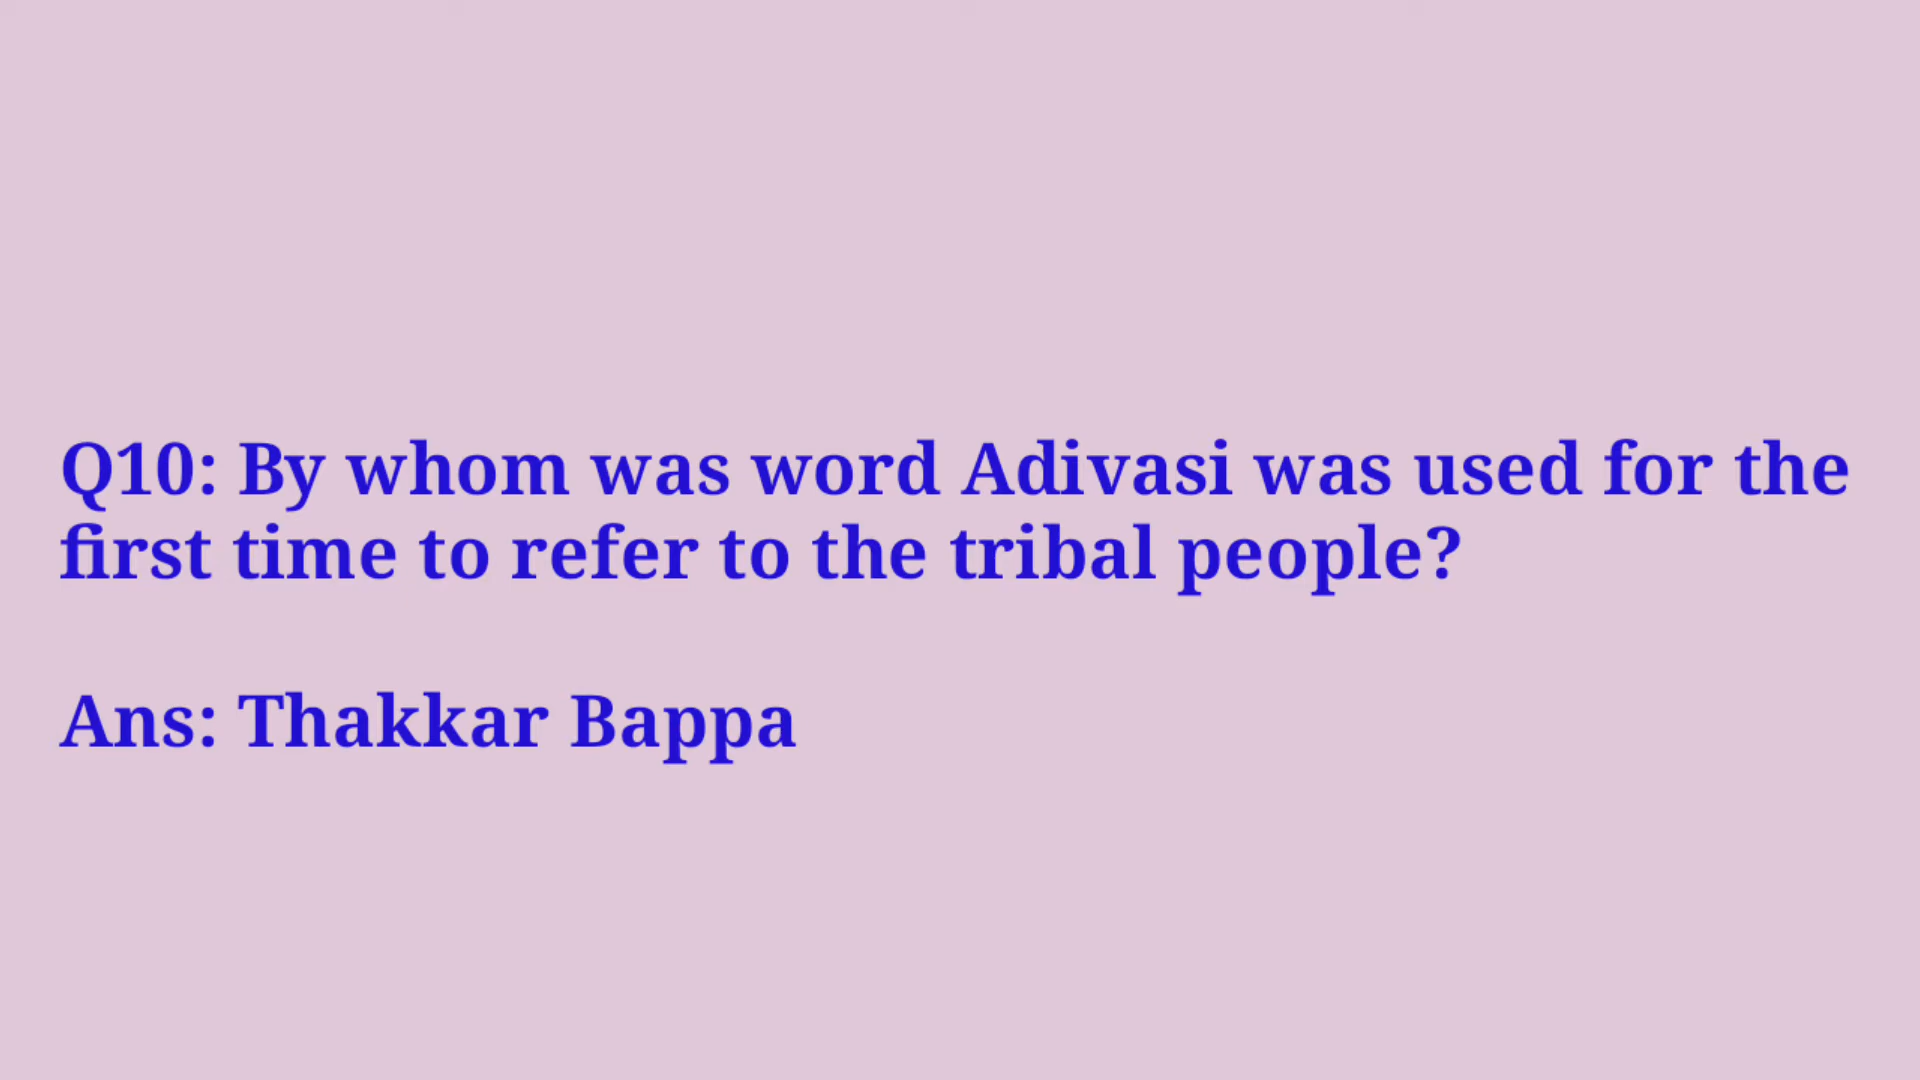 Q10: By whom was word Adivasi was used for the
first time to refer to the tribal people?
Ans: Thakkar Bappa